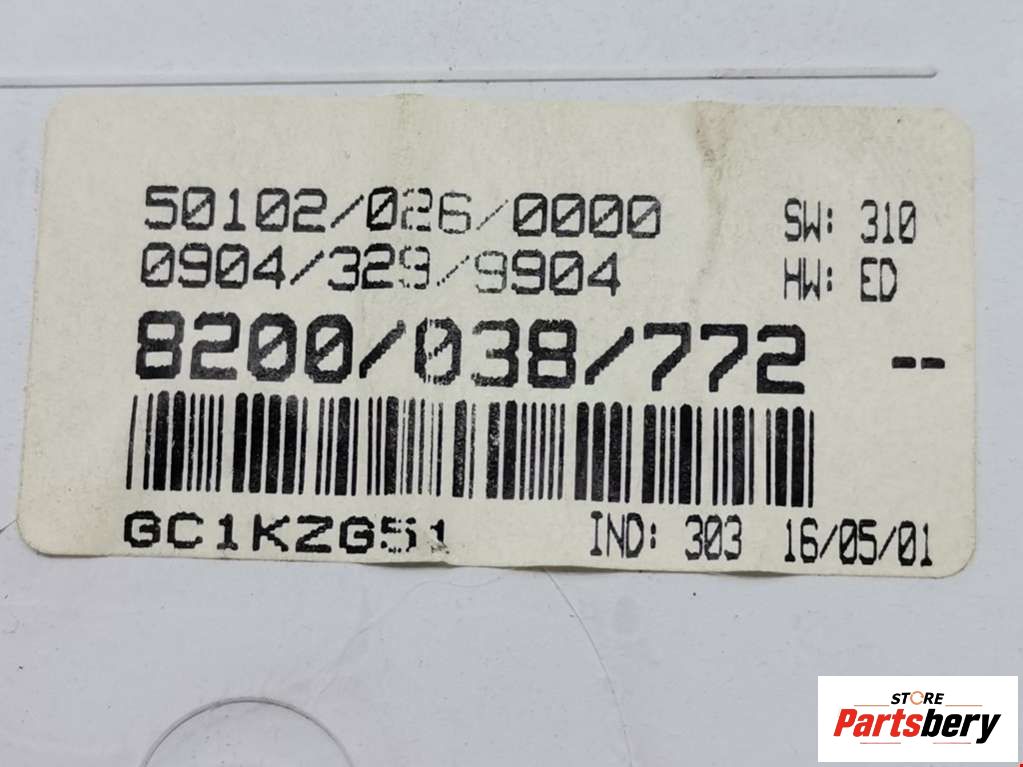 50102/026/0000 SW: 310
0904/329/9904 HW: ED
8200/038/772 --
GC1KZG51 IND: 303 16/05/01
STORE
Partsbery